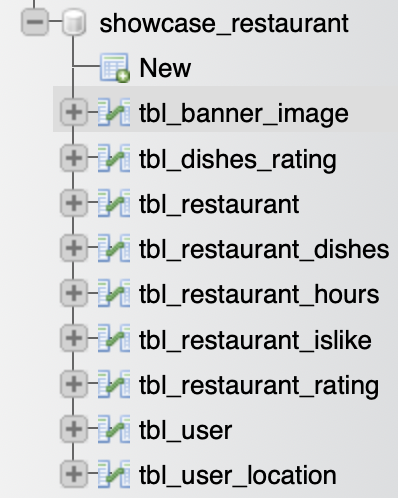 showcase_restaurant
New
tbl_banner_image
tbl_dishes_rating
tbl_restaurant
tbl_restaurant_dishes
tbl_restaurant_hours
tbl_restaurant_islike
tbl_restaurant_rating
tbl_user
tbl_user_location